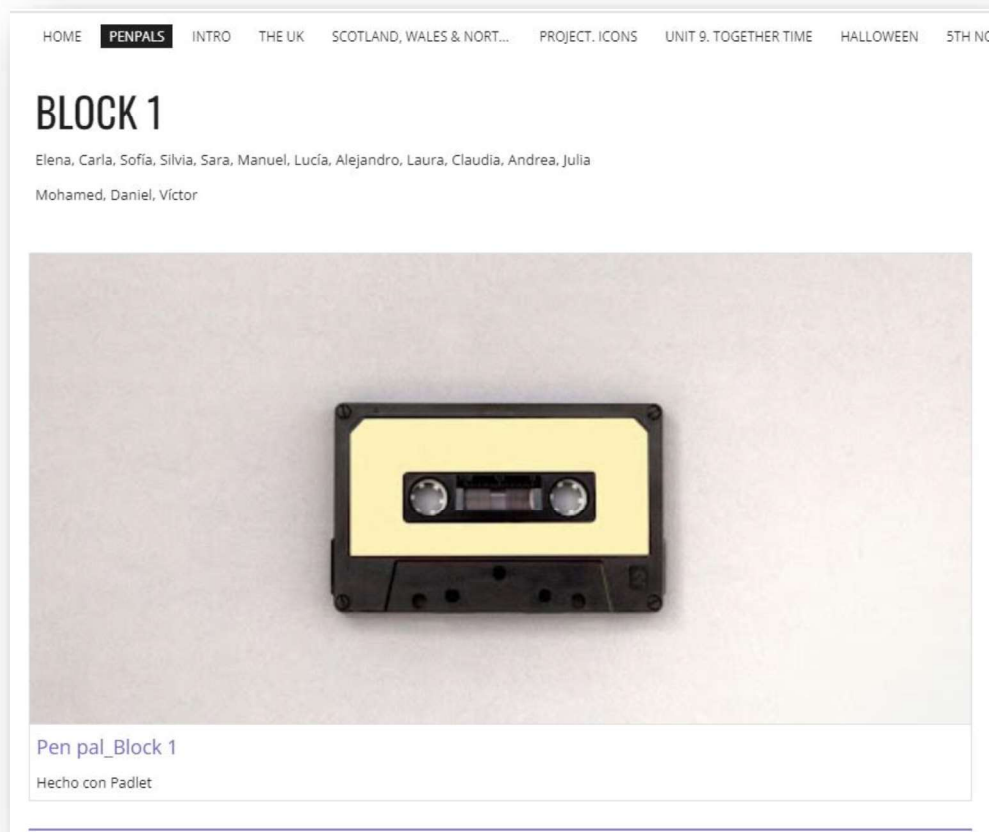 HOME PENPALS INTRO THE UK SCOTLAND, WALES & NORT... PROJECT. ICONS UNIT 9. TOGETHER TIME HALLOWEEN 5TH NO
BLOCK 1
Elena, Carla, Sofía, Silvia, Sara, Manuel, Lucía, Alejandro, Laura, Claudia, Andrea, Julia
Mohamed, Daniel, Víctor
Pen pal_Block 1
Hecho con Padlet